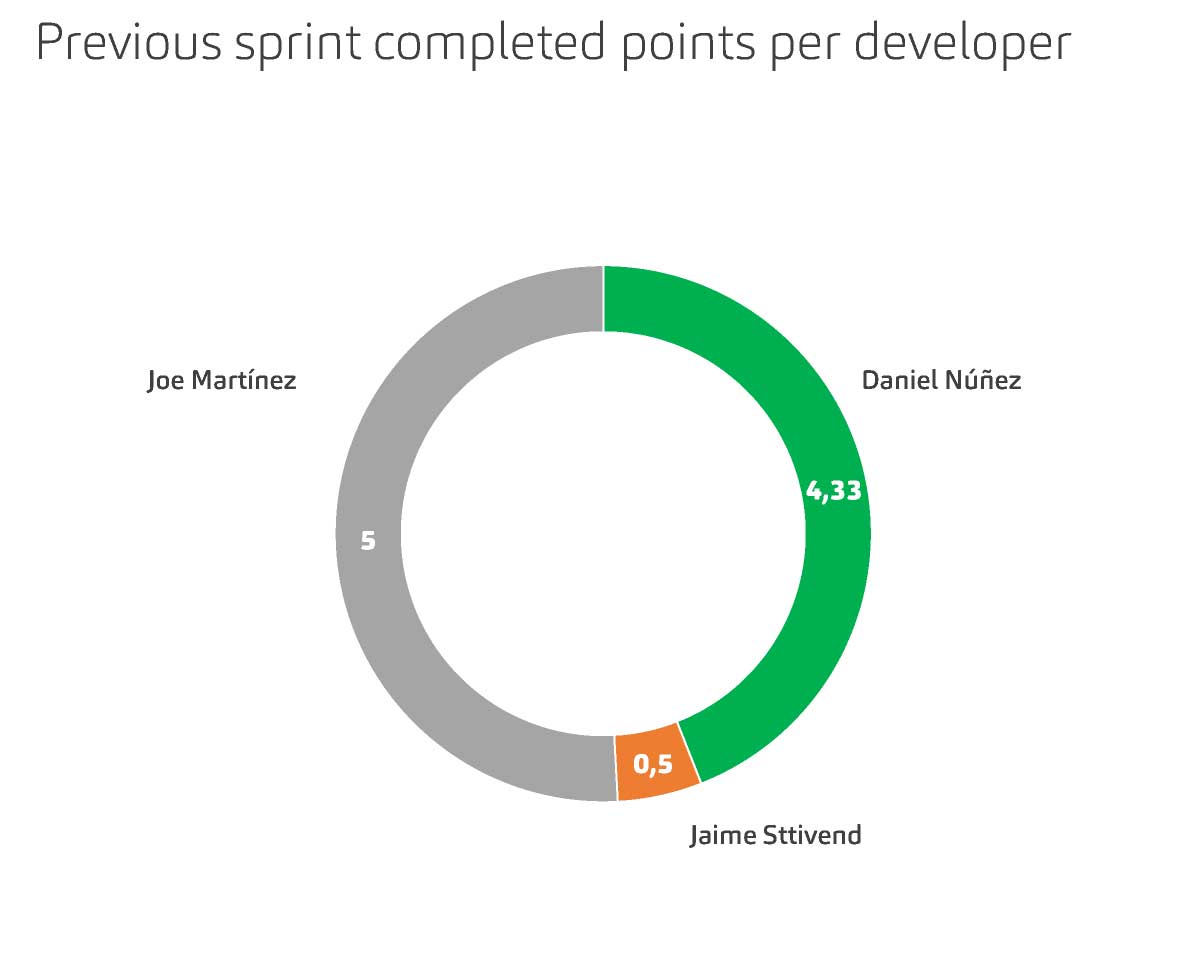 Previous sprint completed points per developer
Joe Martínez
Daniel Núñez
4,33
5
0,5
Jaime Sttivend